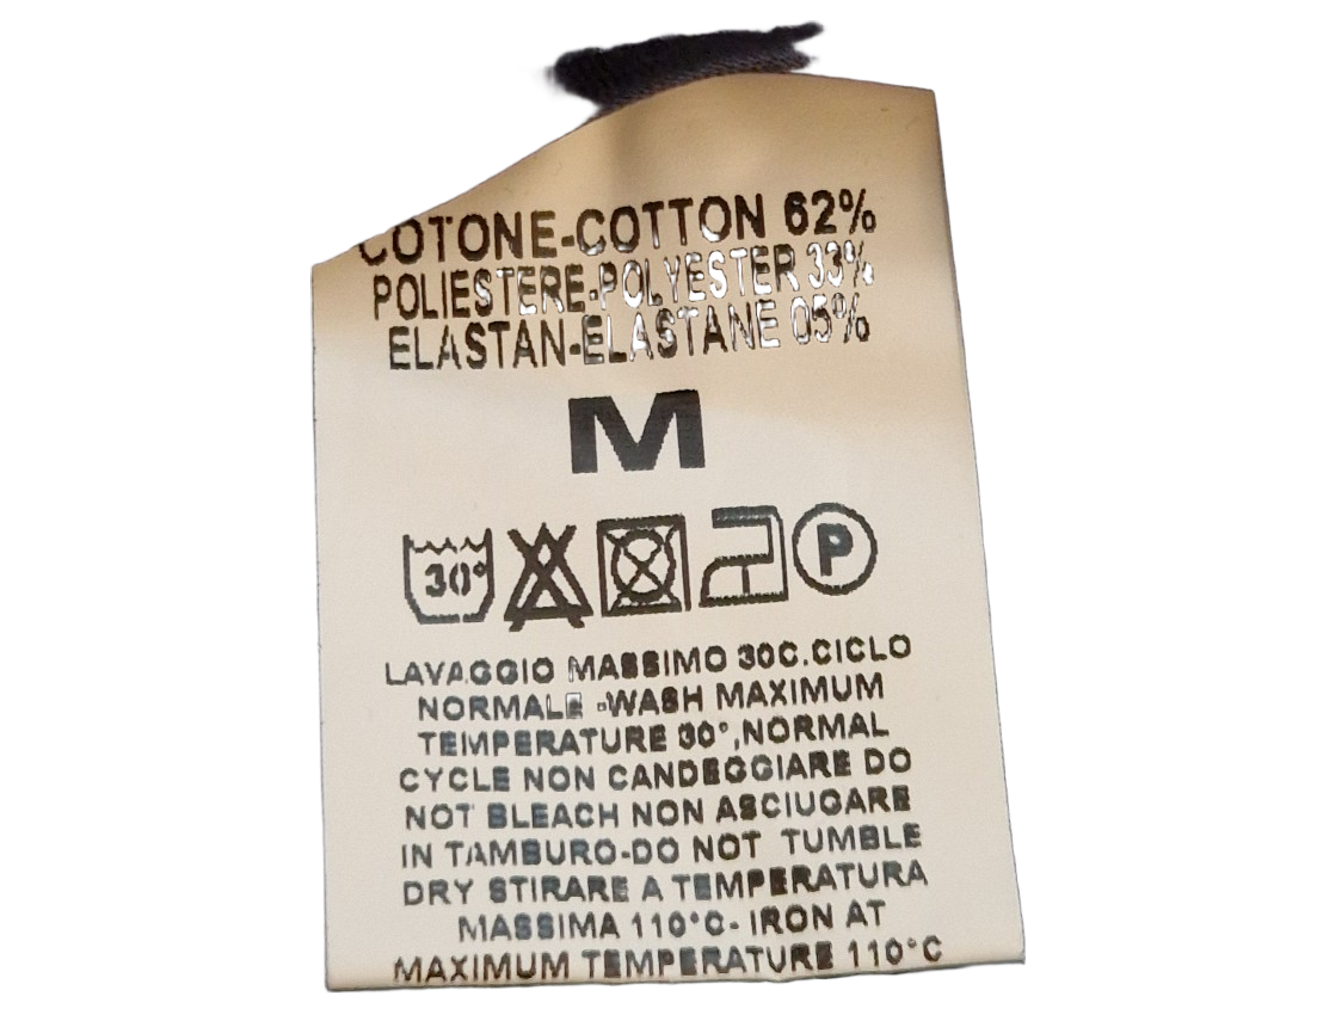 COTONE-COTTON 62%
POLIESTERE-POLYESTER 33%
ELASTAN-ELASTANE 05%
M
30° P
LAVAGGIO MASSIMO 30C.CICLO
NORMALE -WASH MAXIMUM
TEMPERATURE 30°,NORMAL
CYCLE NON CANDEGGIARE DO
NOT BLEACH NON ASCIUGARE
IN TAMBURO-DO NOT TUMBLE
DRY STIRARE A TEMPERATURA
MASSIMA 110°C- IRON AT
MAXIMUM TEMPERATURE 110°C